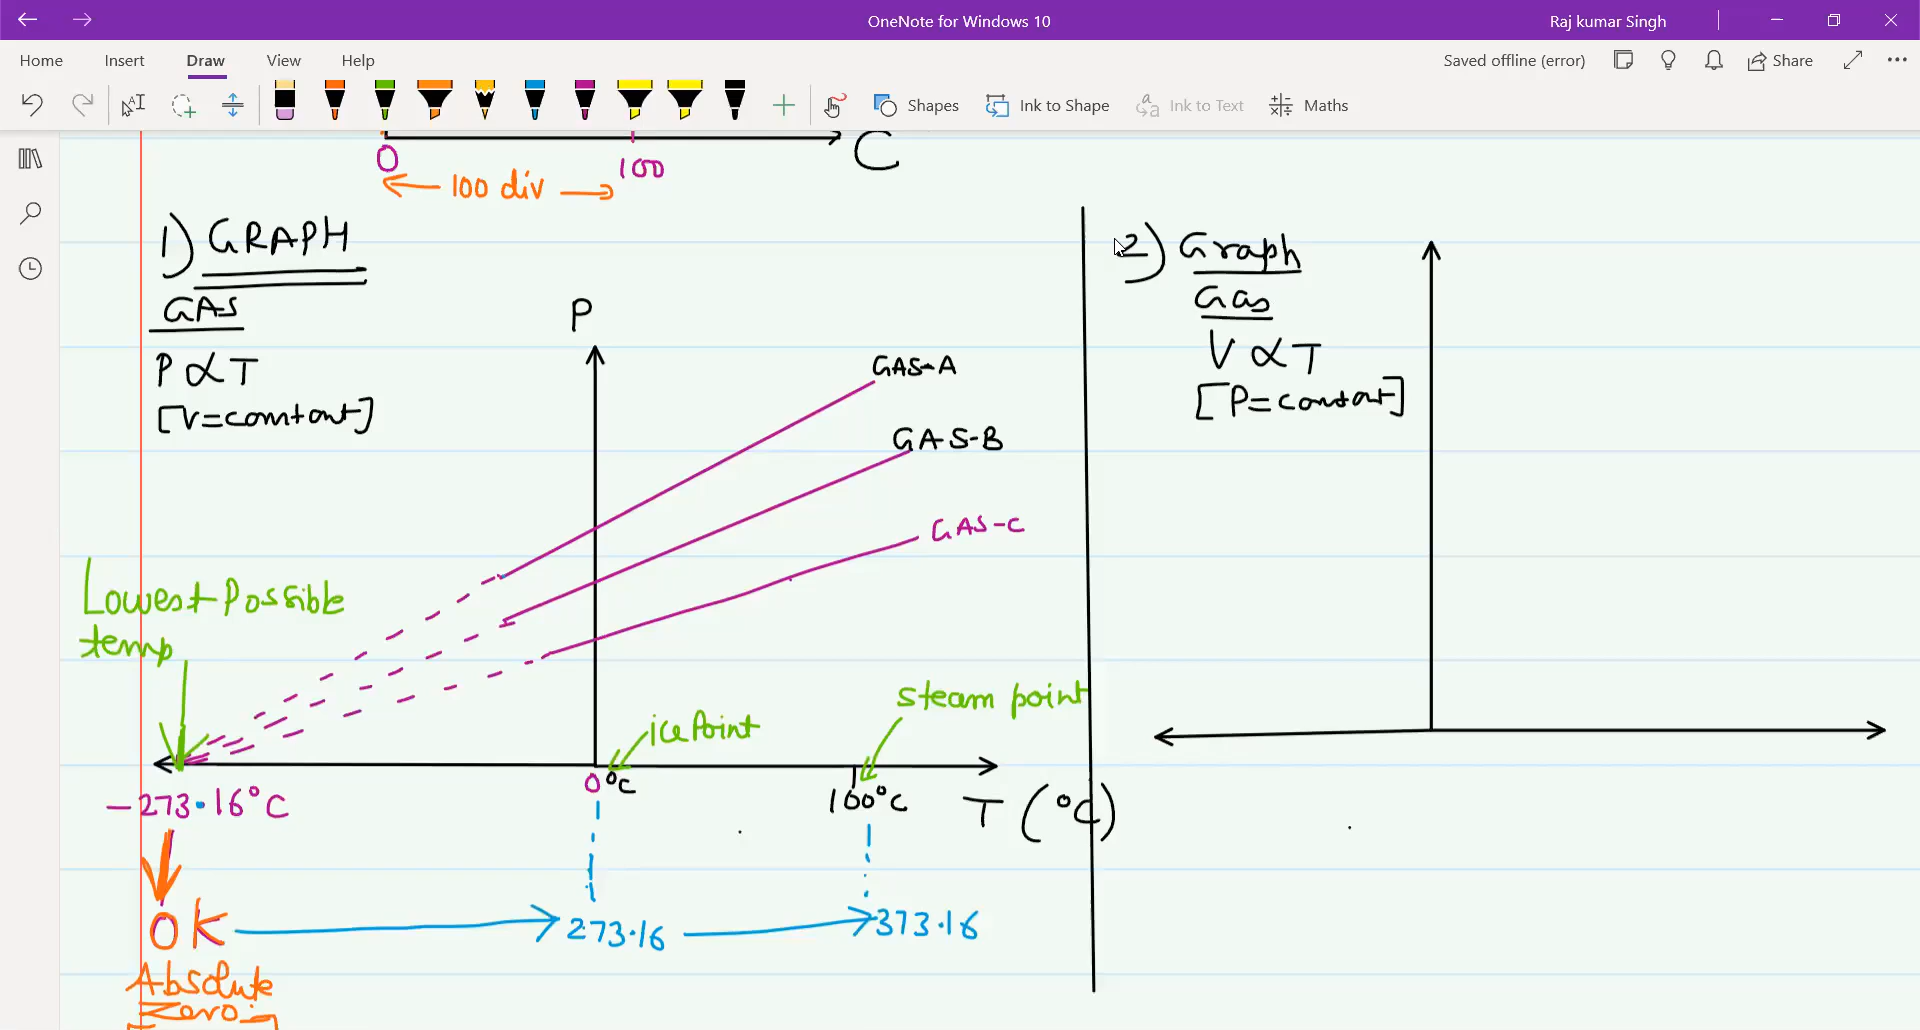 OneNote for Windows 10
Raj kumar Singh
Home Insert Draw View Help
Saved offline (error)
Share
Shapes
Ink to Shape
Ink to Text
Maths
0
100
C
100 div
1) GRAPH
GAS
P ∝ T
[V=constant]
P
GAS-A
GAS-B
GAS-C
Lowest Possible
temp
ice Point
steam point
-273.16°C
0°C
100°C
T (°C)
0K
273.16
373.16
Absolute
Zero
2) Graph
Gas
V ∝ T
[P=constant]